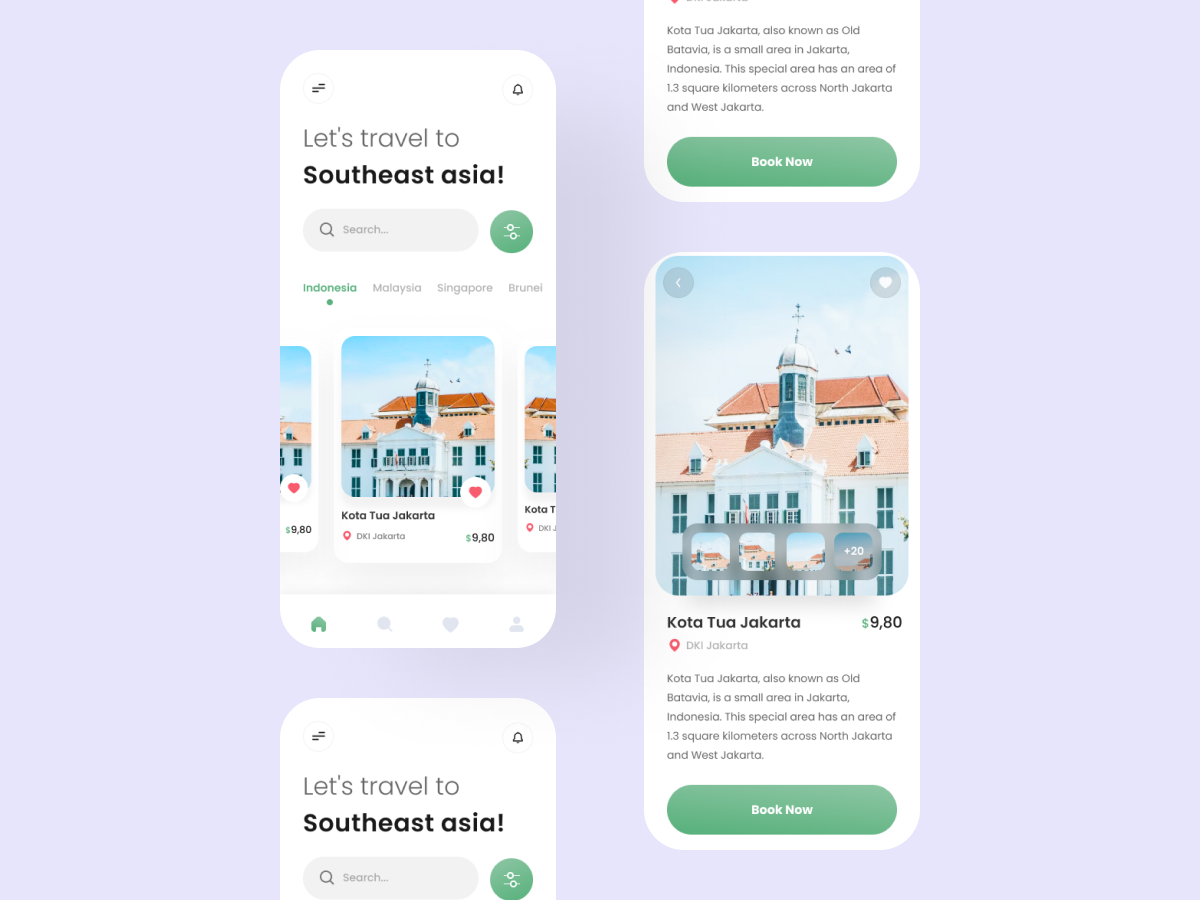 Let's travel to
Southeast asia!
Search...
Indonesia Malaysia Singapore Brunei
Kota Tua Jakarta
DKI Jakarta
$9,80
$9,80
Kota T
DKI J
Let's travel to
Southeast asia!
Search...
DKI Jakarta
Kota Tua Jakarta, also known as Old
Batavia, is a small area in Jakarta,
Indonesia. This special area has an area of
1.3 square kilometers across North Jakarta
and West Jakarta.
Book Now
+20
Kota Tua Jakarta
$9,80
DKI Jakarta
Kota Tua Jakarta, also known as Old
Batavia, is a small area in Jakarta,
Indonesia. This special area has an area of
1.3 square kilometers across North Jakarta
and West Jakarta.
Book Now